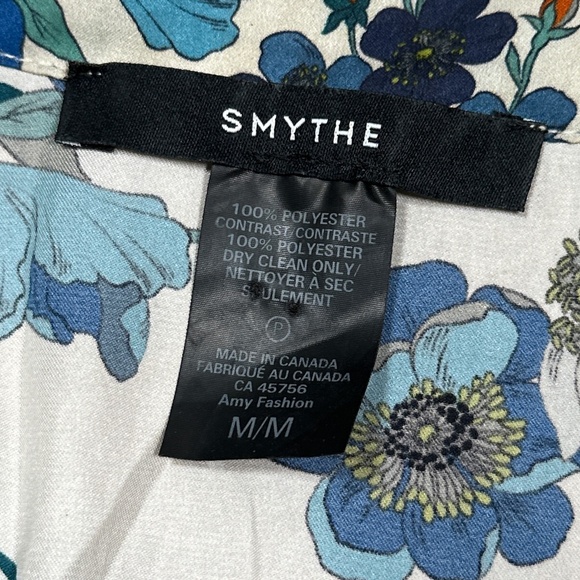 SMYTHE
100% POLYESTER
CONTRAST/CONTRASTE
100% POLYESTER
DRY CLEAN ONLY/
NETTOYER À SEC
SEULEMENT
P
MADE IN CANADA
FABRIQUÉ AU CANADA
CA 45756
Amy Fashion
M/M